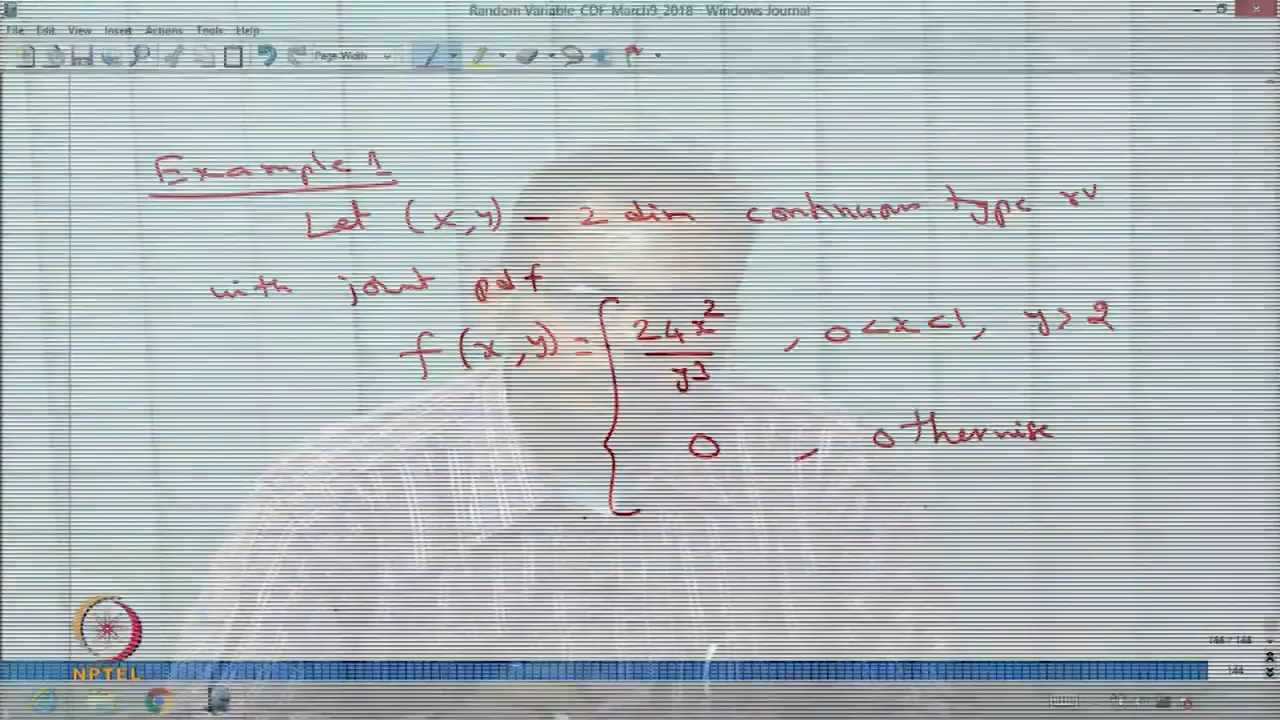 Random Variable CDF March9_2018 - Windows Journal
File Edit View Insert Actions Tools Help
Page Width
Example 1
Let (x,y) - 2 dim continuous type rv
with joint pdf
f(x,y) = { 24x² / y3 , 0<x<1, y>2
0 , otherwise
NPTEL
144